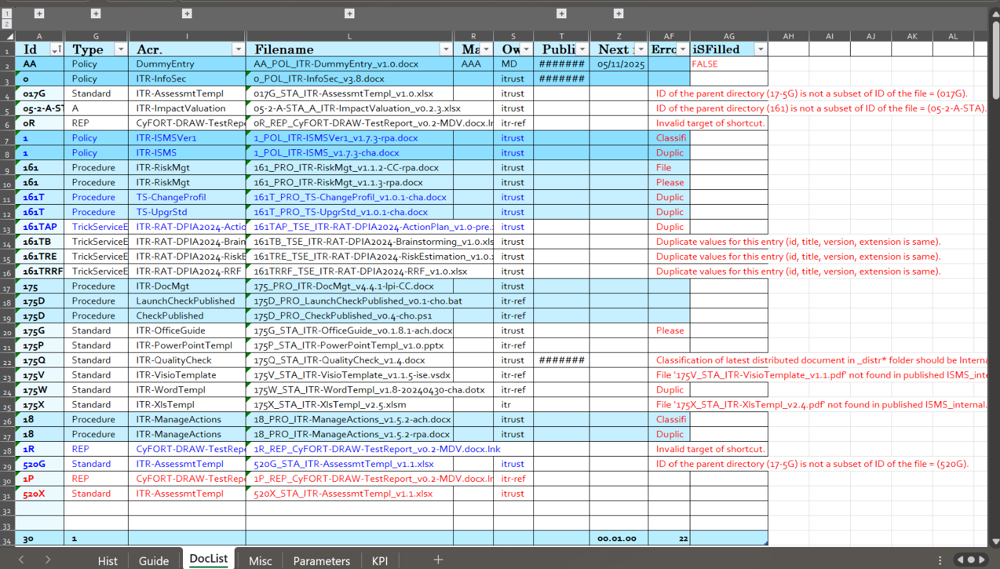 1
2
A G I L R S T Z AF AG AH AI AJ AK AL
1 Id Type Acr. Filename Ma Ow Publi Next Erro iSFilled
2 AA Policy DummyEntry AA_POL_ITR-DummyEntry_v1.0.docx AAA MD ####### 05/11/2025 FALSE
3 0 Policy ITR-InfoSec 0_POL_ITR-InfoSec_v3.8.docx itrust #######
4 017G Standard ITR-AssessmtTempl 017G_STA_ITR-AssessmtTempl_v1.0.xlsx itrust ID of the parent directory (17-5G) is not a subset of ID of the file = (017G).
5 05-2-A-ST A ITR-ImpactValuation 05-2-A-STA_A_ITR-ImpactValuation_v0.2.3.xlsx itrust ID of the parent directory (161) is not a subset of ID of the file = (05-2-A-STA).
6 0R REP CyFORT-DRAW-TestRepo 0R_REP_CyFORT-DRAW-TestReport_v0.2-MDV.docx.ln itr-ref Invalid target of shortcut.
7 1 Policy ITR-ISMSVer1 1_POL_ITR-ISMSVer1_v1.7.3-rpa.docx itrust Classifi
8 1 Policy ITR-ISMS 1_POL_ITR-ISMS_v1.7.3-cha.docx itrust Duplic
9 161 Procedure ITR-RiskMgt 161_PRO_ITR-RiskMgt_v1.1.2-CC-rpa.docx itrust File
10 161 Procedure ITR-RiskMgt 161_PRO_ITR-RiskMgt_v1.1.3-rpa.docx itrust Please
11 161T Procedure TS-ChangeProfil 161T_PRO_TS-ChangeProfil_v1.0.1-cha.docx itrust Duplic
12 161T Procedure TS-UpgrStd 161T_PRO_TS-UpgrStd_v1.0.1-cha.docx itrust Duplic
13 161TAP TrickServiceE ITR-RAT-DPIA2024-Actio 161TAP_TSE_ITR-RAT-DPIA2024-ActionPlan_v1.0-pre. itrust Duplic
14 161TB TrickServiceE ITR-RAT-DPIA2024-Brain 161TB_TSE_ITR-RAT-DPIA2024-Brainstorming_v1.0.xls itrust Duplicate values for this entry (id, title, version, extension is same).
15 161TRE TrickServiceE ITR-RAT-DPIA2024-RiskE 161TRE_TSE_ITR-RAT-DPIA2024-RiskEstimation_v1.0. itrust Duplicate values for this entry (id, title, version, extension is same).
16 161TRRF TrickServiceE ITR-RAT-DPIA2024-RRF 161TRRF_TSE_ITR-RAT-DPIA2024-RRF_v1.0.xlsx itrust Duplicate values for this entry (id, title, version, extension is same).
17 175 Procedure ITR-DocMgt 175_PRO_ITR-DocMgt_v4.4.1-lpi-CC.docx itrust
18 175D Procedure LaunchCheckPublished 175D_PRO_LaunchCheckPublished_v0.1-cho.bat itr-ref
19 175D Procedure CheckPublished 175D_PRO_CheckPublished_v0.4-cho.ps1 itr-ref
20 175G Standard ITR-OfficeGuide 175G_STA_ITR-OfficeGuide_v0.1.8.1-ach.docx itrust Please
21 175P Standard ITR-PowerPointTempl 175P_STA_ITR-PowerPointTempl_v1.0.pptx itr-ref
22 175Q Standard ITR-QualityCheck 175Q_STA_ITR-QualityCheck_v1.4.docx itrust ####### Classification of latest distributed document in _distr* folder should be Interna
23 175V Standard ITR-VisioTemplate 175V_STA_ITR-VisioTemplate_v1.1.5-ise.vsdx itr-ref File '175V_STA_ITR-VisioTemplate_v1.1.pdf' not found in published ISMS_inte
24 175W Standard ITR-WordTempl 175W_STA_ITR-WordTempl_v1.8-20240430-cha.dotx itr-ref Duplic
25 175X Standard ITR-XlsTempl 175X_STA_ITR-XlsTempl_v2.5.xlsm itr File '175X_STA_ITR-XlsTempl_v2.4.pdf' not found in published ISMS_internal.
26 18 Procedure ITR-ManageActions 18_PRO_ITR-ManageActions_v1.5.2-ach.docx itrust Classifi
27 18 Procedure ITR-ManageActions 18_PRO_ITR-ManageActions_v1.5.2-rpa.docx itrust Duplic
28 1R REP CyFORT-DRAW-TestRepo 1R_REP_CyFORT-DRAW-TestReport_v0.2-MDV.docx.lnk Invalid target of shortcut.
29 520G Standard ITR-AssessmtTempl 520G_STA_ITR-AssessmtTempl_v1.1.xlsx itrust ID of the parent directory (17-5G) is not a subset of ID of the file = (520G).
30 1P REP CyFORT-DRAW-TestRepo 1P_REP_CyFORT-DRAW-TestReport_v0.2-MDV.docx.ln itr-ref
31 520X Standard ITR-AssessmtTempl 520X_STA_ITR-AssessmtTempl_v1.1.xlsx itrust
32
33
34 30 1 00.01.00 22
Hist Guide DocList Misc Parameters KPI